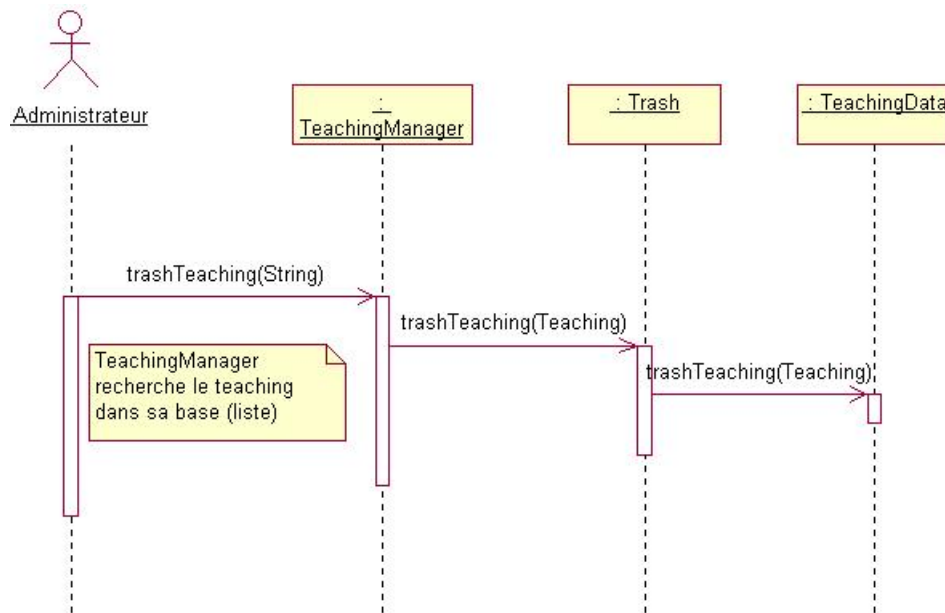 Administrateur
:
TeachingManager
: Trash
: TeachingData
trashTeaching(String)
trashTeaching(Teaching)
TeachingManager
recherche le teaching
dans sa base (liste)
trashTeaching(Teaching)